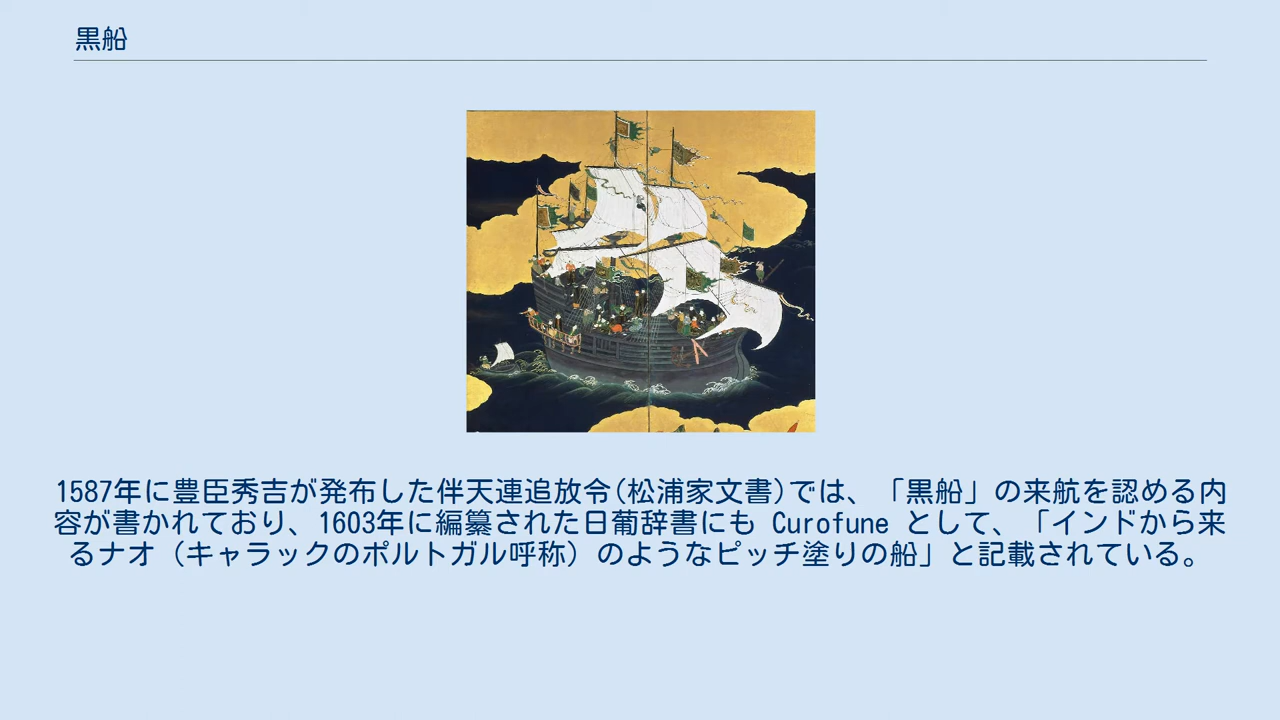 黒船
1587年に豊臣秀吉が発布した伴天連追放令(松浦家文書)では、「黒船」の来航を認める内
容が書かれており、1603年に編纂された日葡辞書にも Curofune として、「インドから来
るナオ（キャラックのポルトガル呼称）のようなピッチ塗りの船」と記載されている。